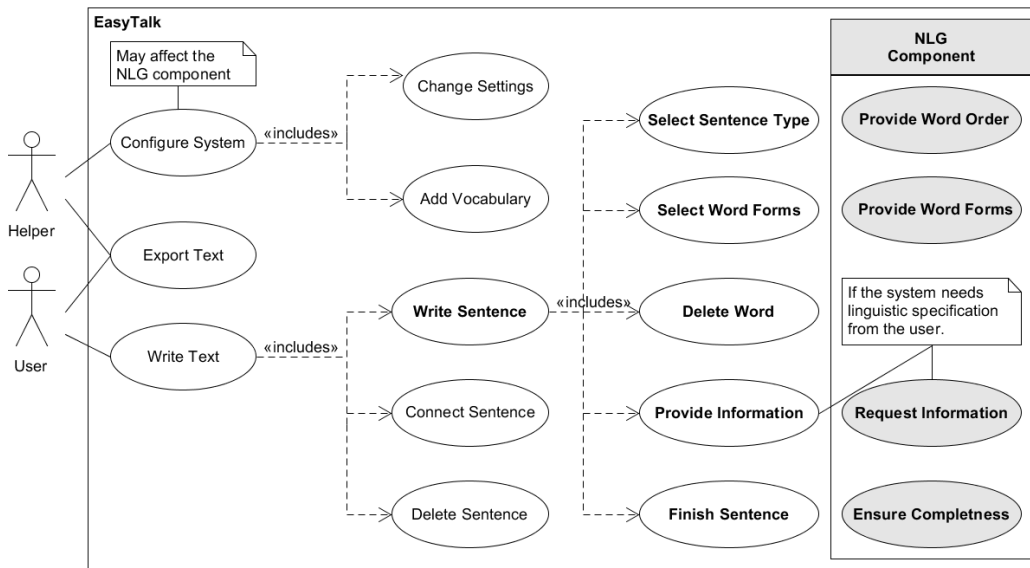 EasyTalk
May affect the
NLG component
NLG
Component
Change Settings
Select Sentence Type
Provide Word Order
Configure System
«includes»
Helper
Add Vocabulary
Select Word Forms
Provide Word Forms
Export Text
If the system needs
linguistic specification
from the user.
User
Write Text
«includes»
Write Sentence
«includes»
Delete Word
Connect Sentence
Provide Information
Request Information
Delete Sentence
Finish Sentence
Ensure Completness